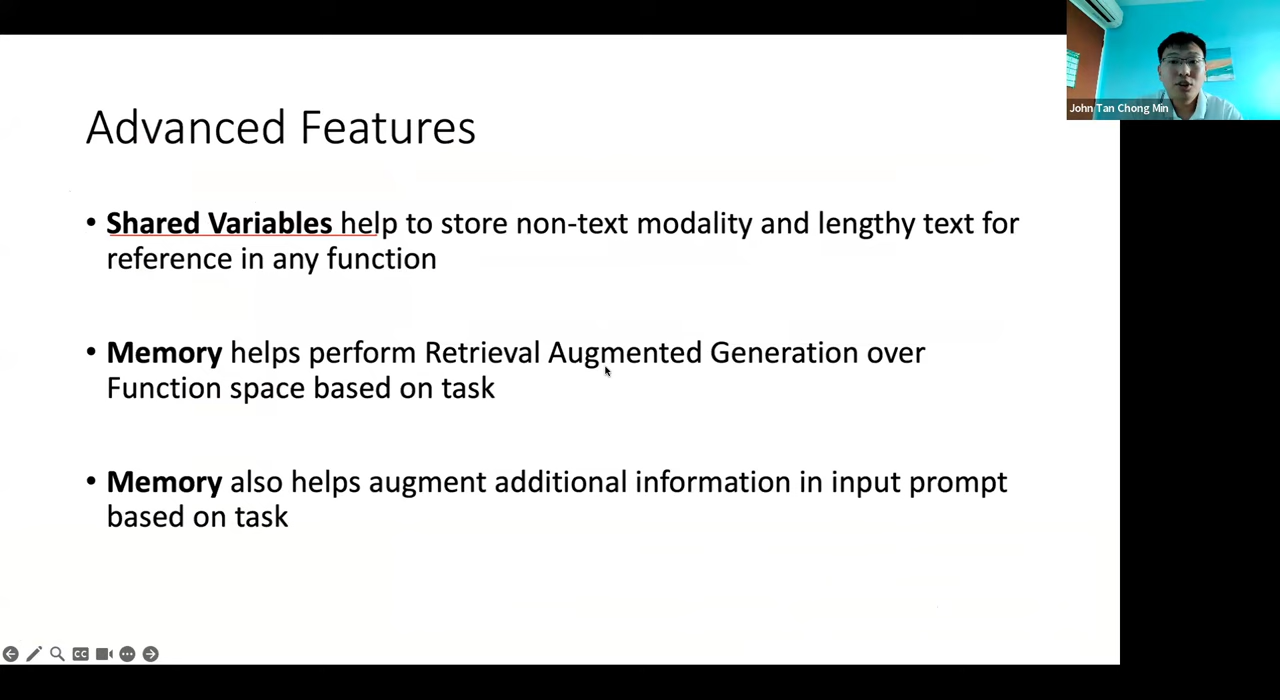 John Tan Chong Min
Advanced Features
• Shared Variables help to store non-text modality and lengthy text for
reference in any function
• Memory helps perform Retrieval Augmented Generation over
Function space based on task
• Memory also helps augment additional information in input prompt
based on task
CC